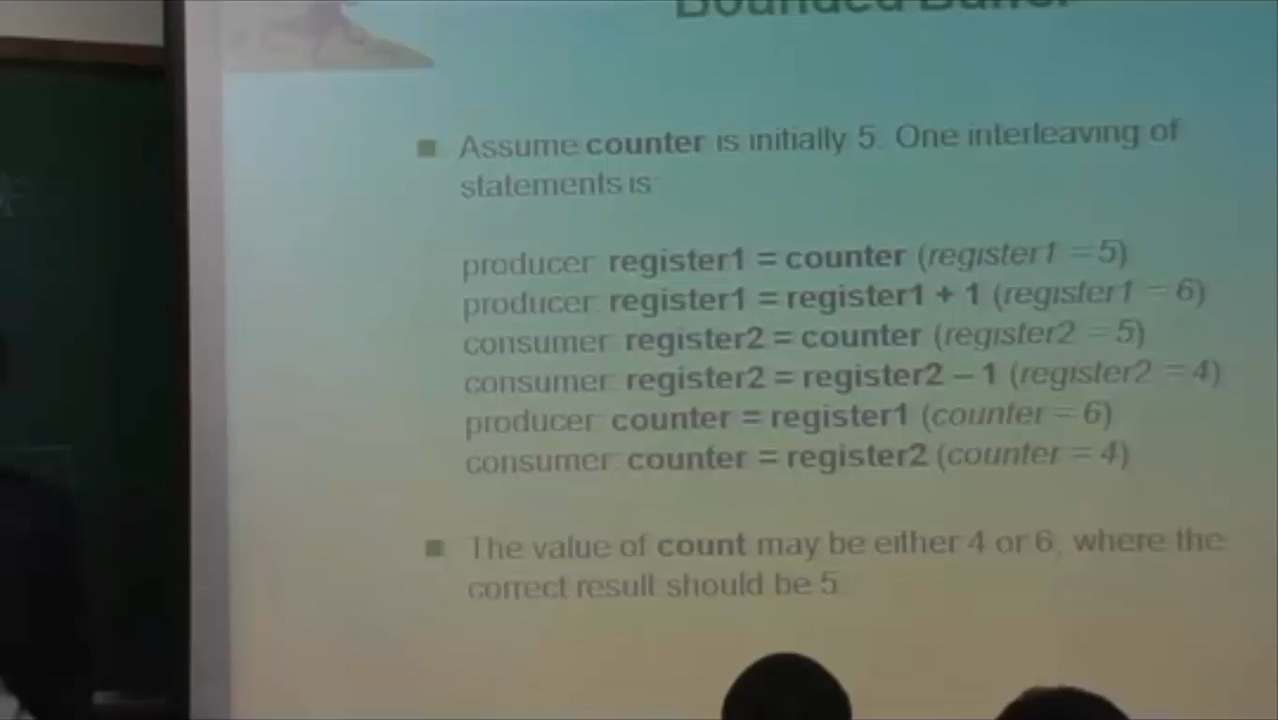 Bounded Buffer
Assume counter is initially 5. One interleaving of
statements is:
producer: register1 = counter (register1 = 5)
producer: register1 = register1 + 1 (register1 = 6)
consumer: register2 = counter (register2 = 5)
consumer: register2 = register2 – 1 (register2 = 4)
producer: counter = register1 (counter = 6)
consumer: counter = register2 (counter = 4)
The value of count may be either 4 or 6, where the
correct result should be 5.